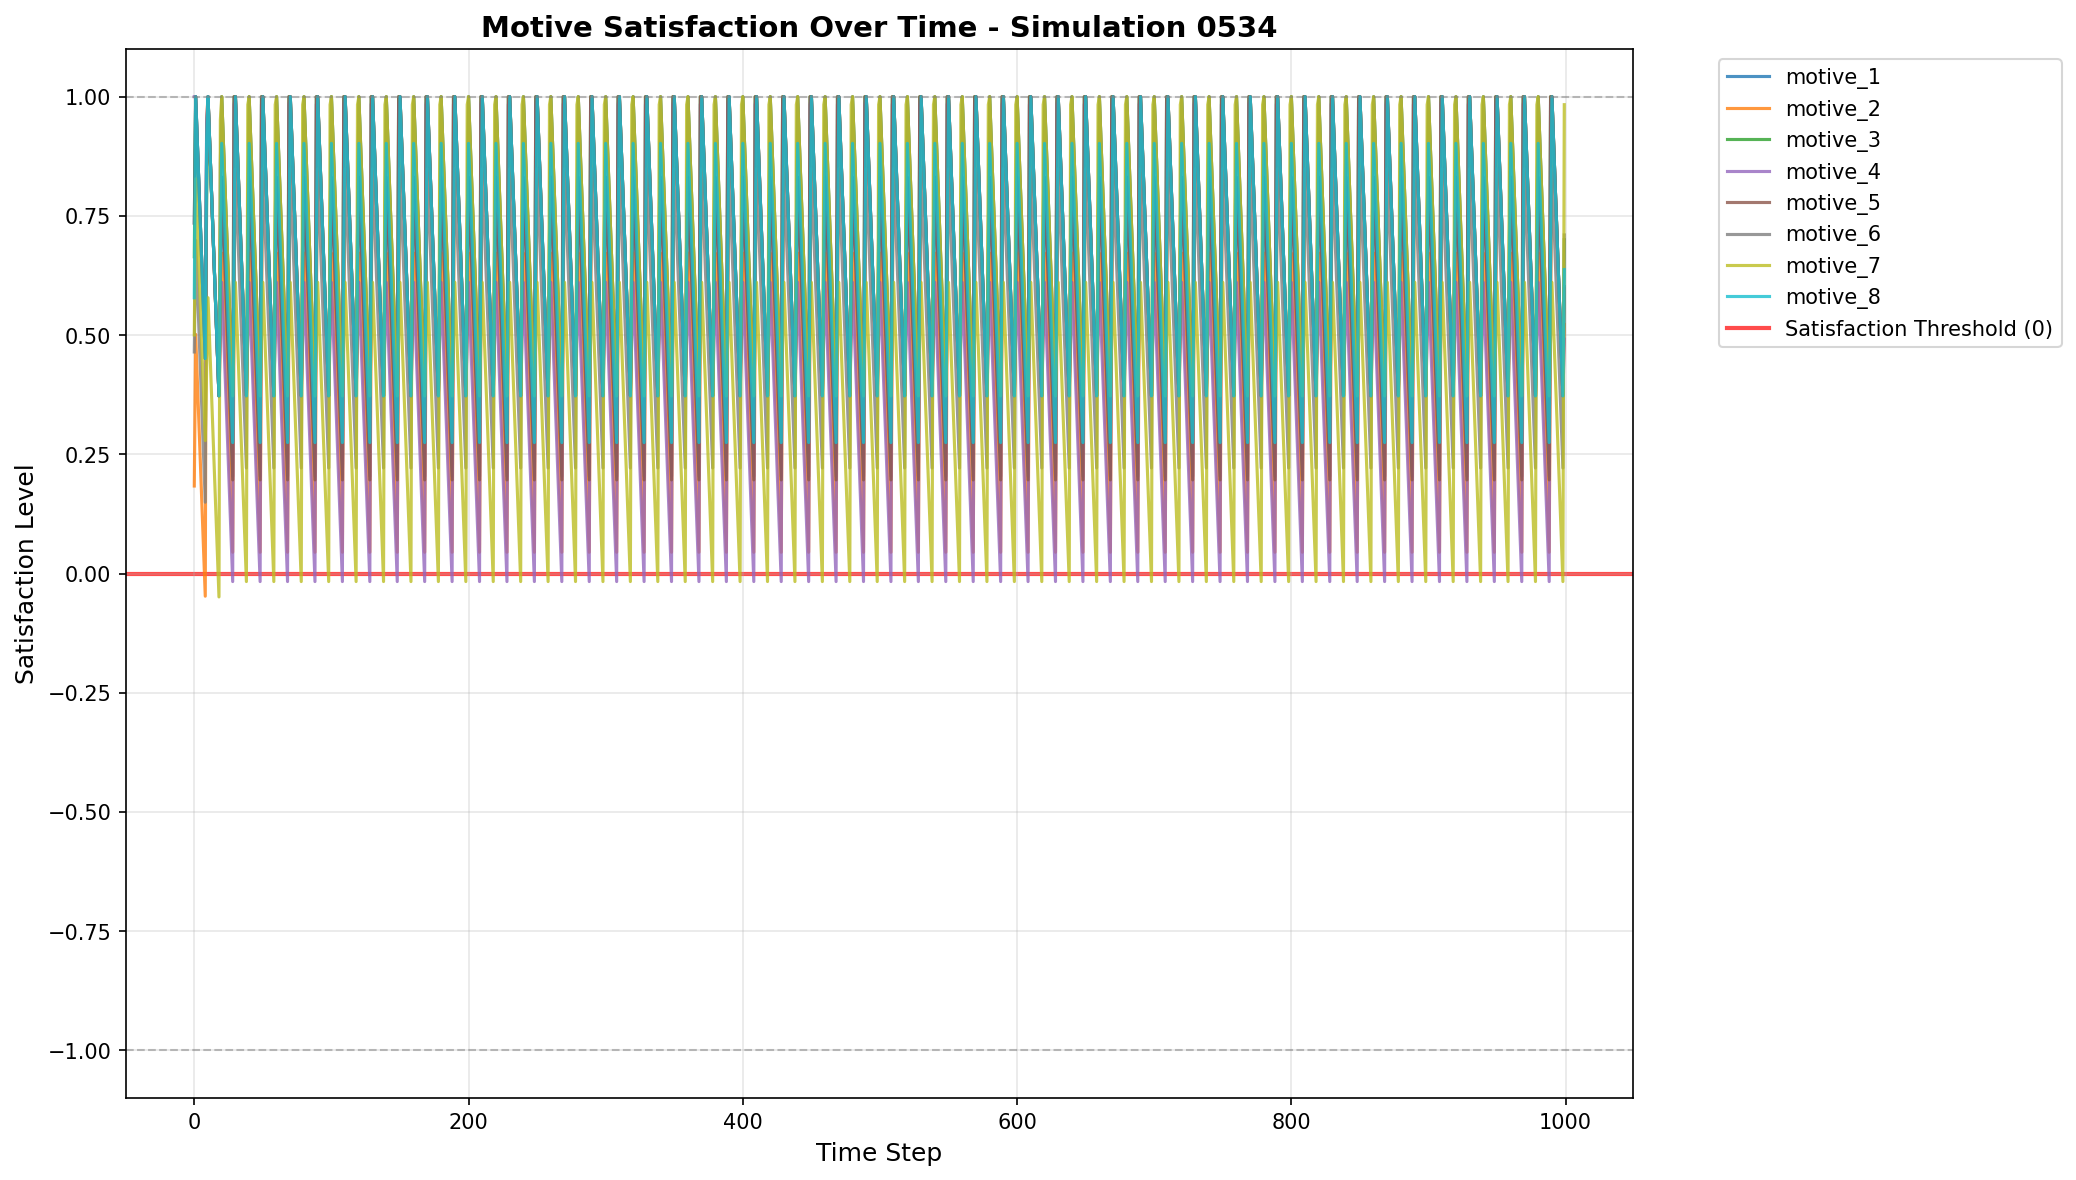 Motive Satisfaction Over Time - Simulation 0534
1.00
0.75
0.50
0.25
0.00
−0.25
−0.50
−0.75
−1.00
Satisfaction Level
0
200
400
600
800
1000
Time Step
motive_1
motive_2
motive_3
motive_4
motive_5
motive_6
motive_7
motive_8
Satisfaction Threshold (0)